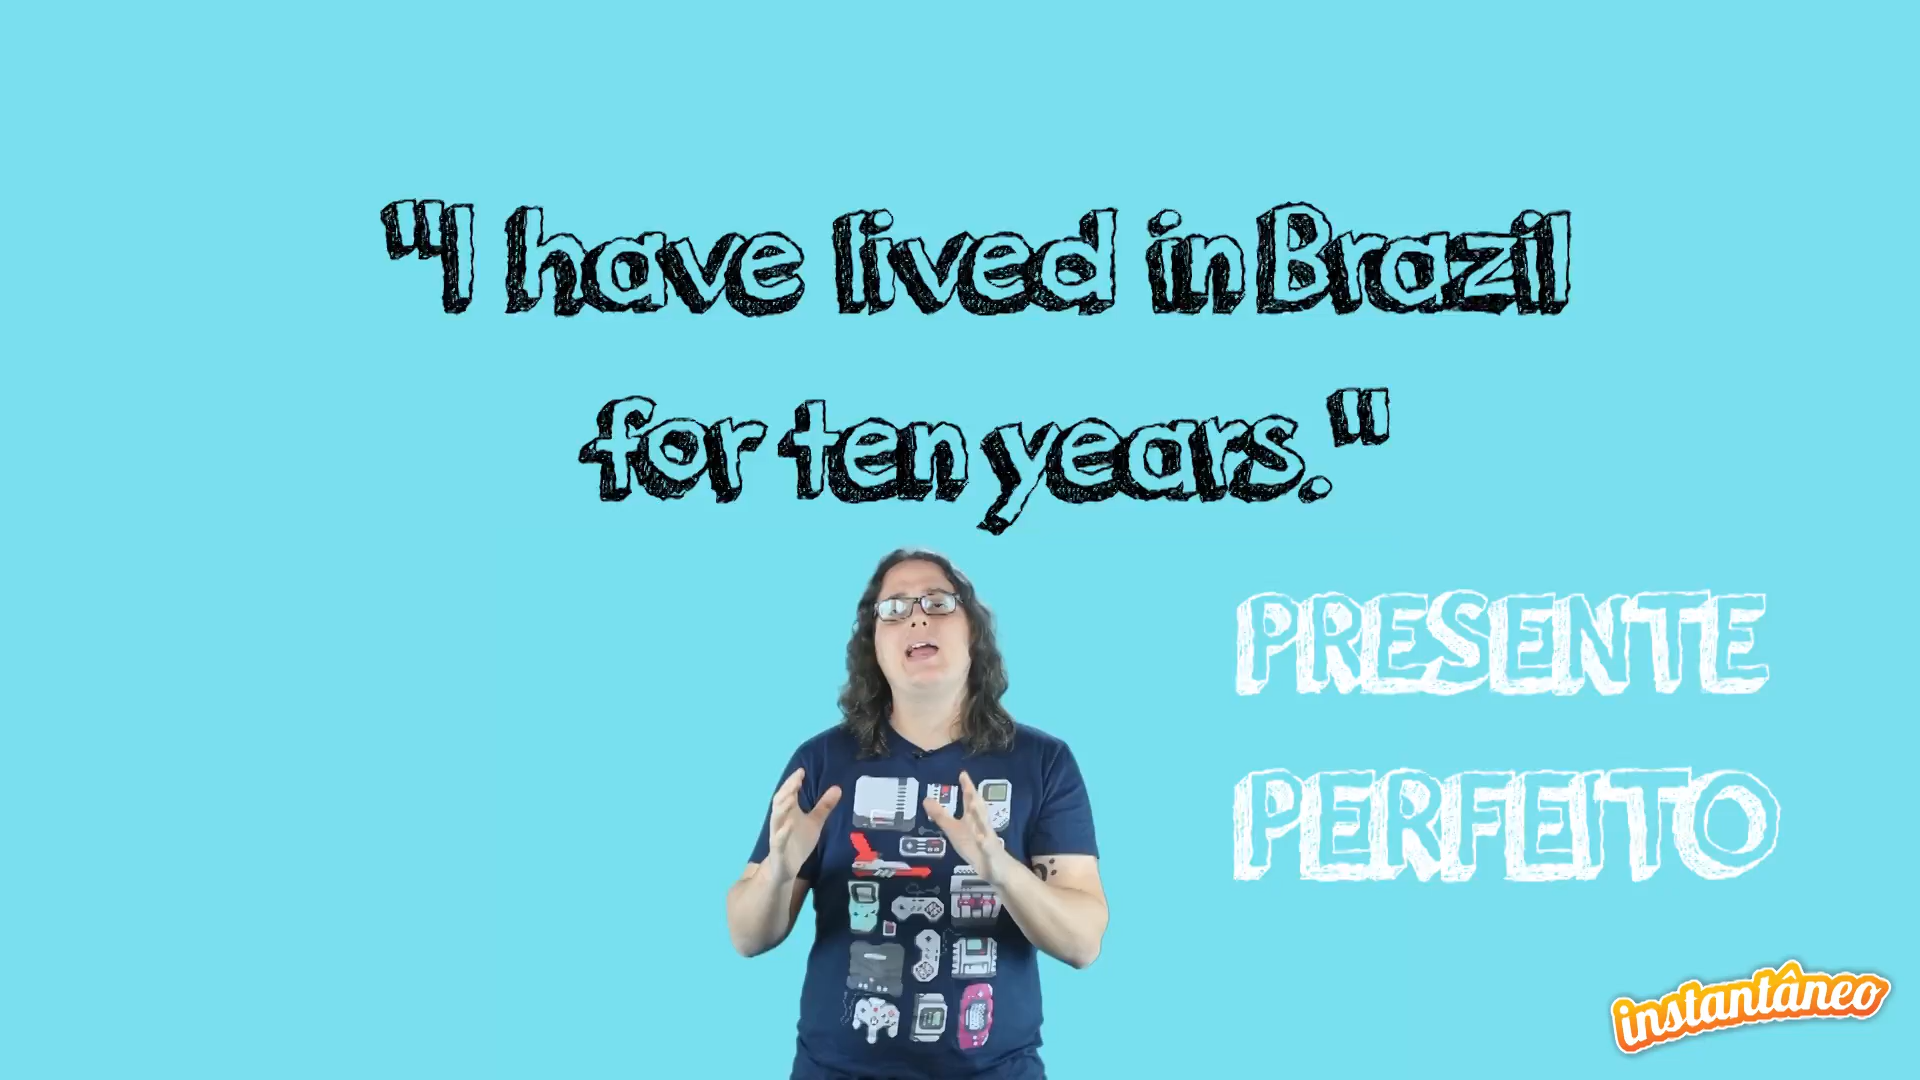 "I have lived in Brazil
for ten years."
PRESENTE
PERFEITO
instantâneo